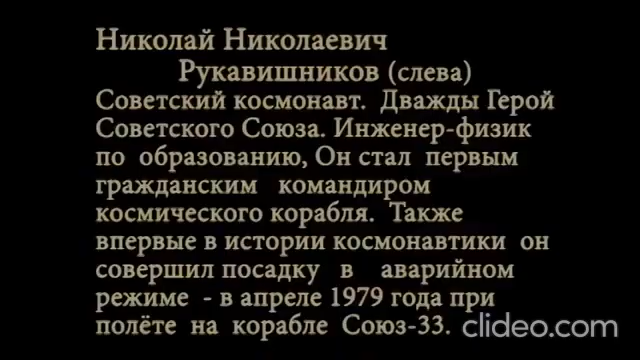 Николай Николаевич
Рукавишников (слева)
Советский космонавт. Дважды Герой
Советского Союза. Инженер-физик
по образованию, Он стал первым
гражданским командиром
космического корабля. Также
впервые в истории космонавтики он
совершил посадку в аварийном
режиме - в апреле 1979 года при
полёте на корабле Союз-33.
clideo.com